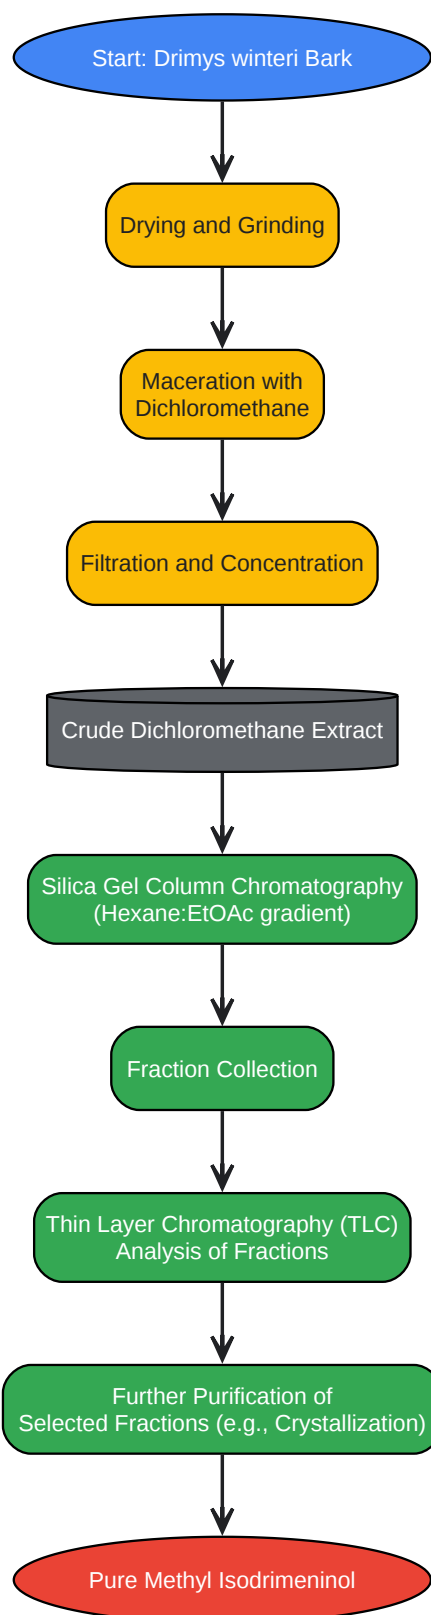 Start: Drimys winteri Bark
Drying and Grinding
Maceration with
Dichloromethane
Filtration and Concentration
Crude Dichloromethane Extract
Silica Gel Column Chromatography
(Hexane:EtOAc gradient)
Fraction Collection
Thin Layer Chromatography (TLC)
Analysis of Fractions
Further Purification of
Selected Fractions (e.g., Crystallization)
Pure Methyl Isodrimeninol